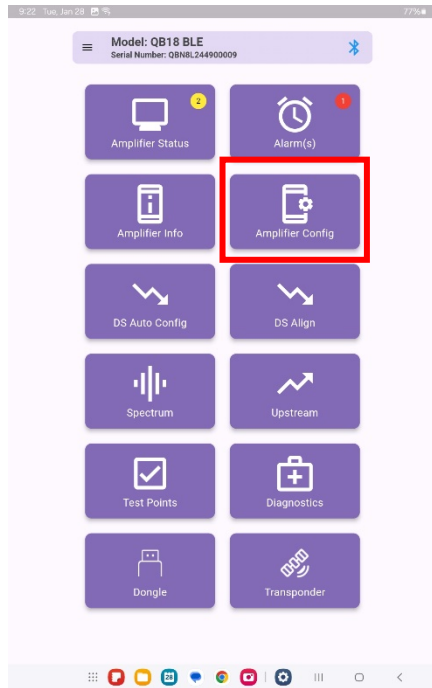 9:22 Tue, Jan 28
77%
Model: QB18 BLE
Serial Number: QBN8L244900009
2
Amplifier Status
1
Alarm(s)
Amplifier Info
Amplifier Config
DS Auto Config
DS Align
Spectrum
Upstream
Test Points
Diagnostics
Dongle
Transponder
28